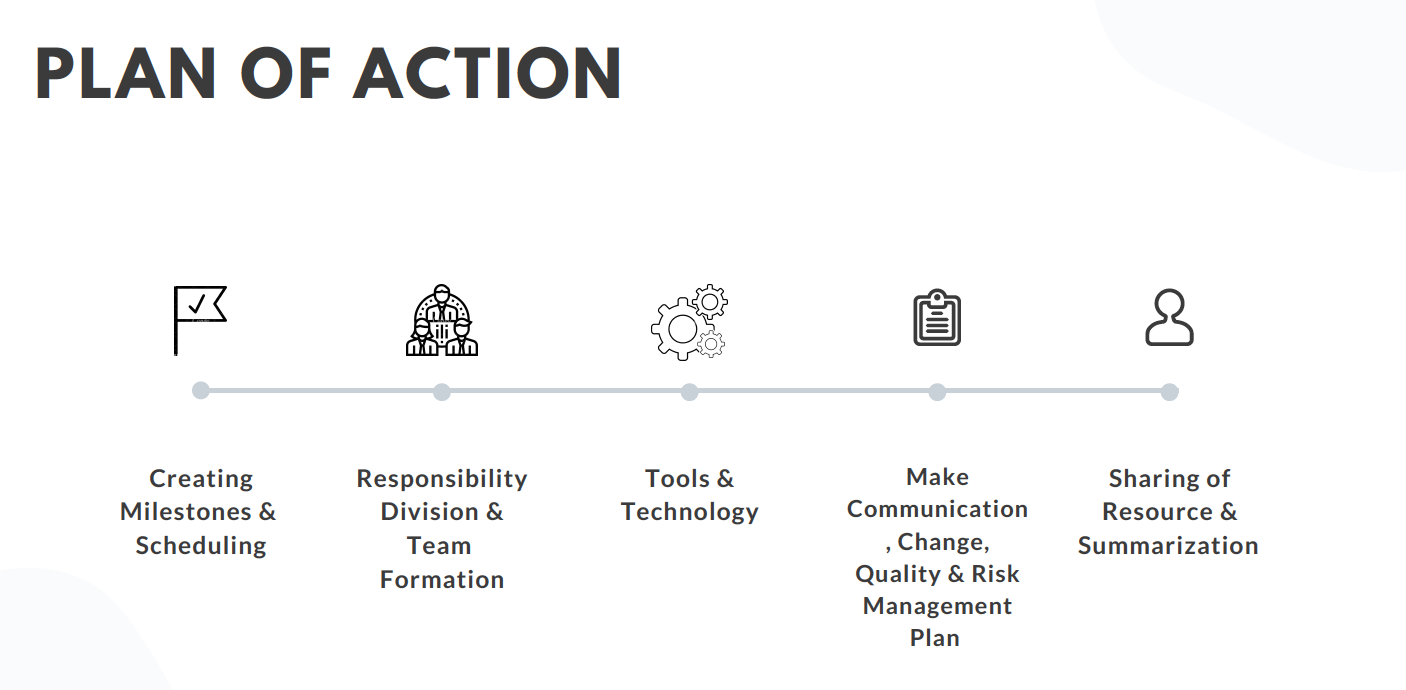 PLAN OF ACTION
Creating
Milestones &
Scheduling
Responsibility
Division &
Team
Formation
Tools &
Technology
Make
Communication
, Change,
Quality & Risk
Management
Plan
Sharing of
Resource &
Summarization